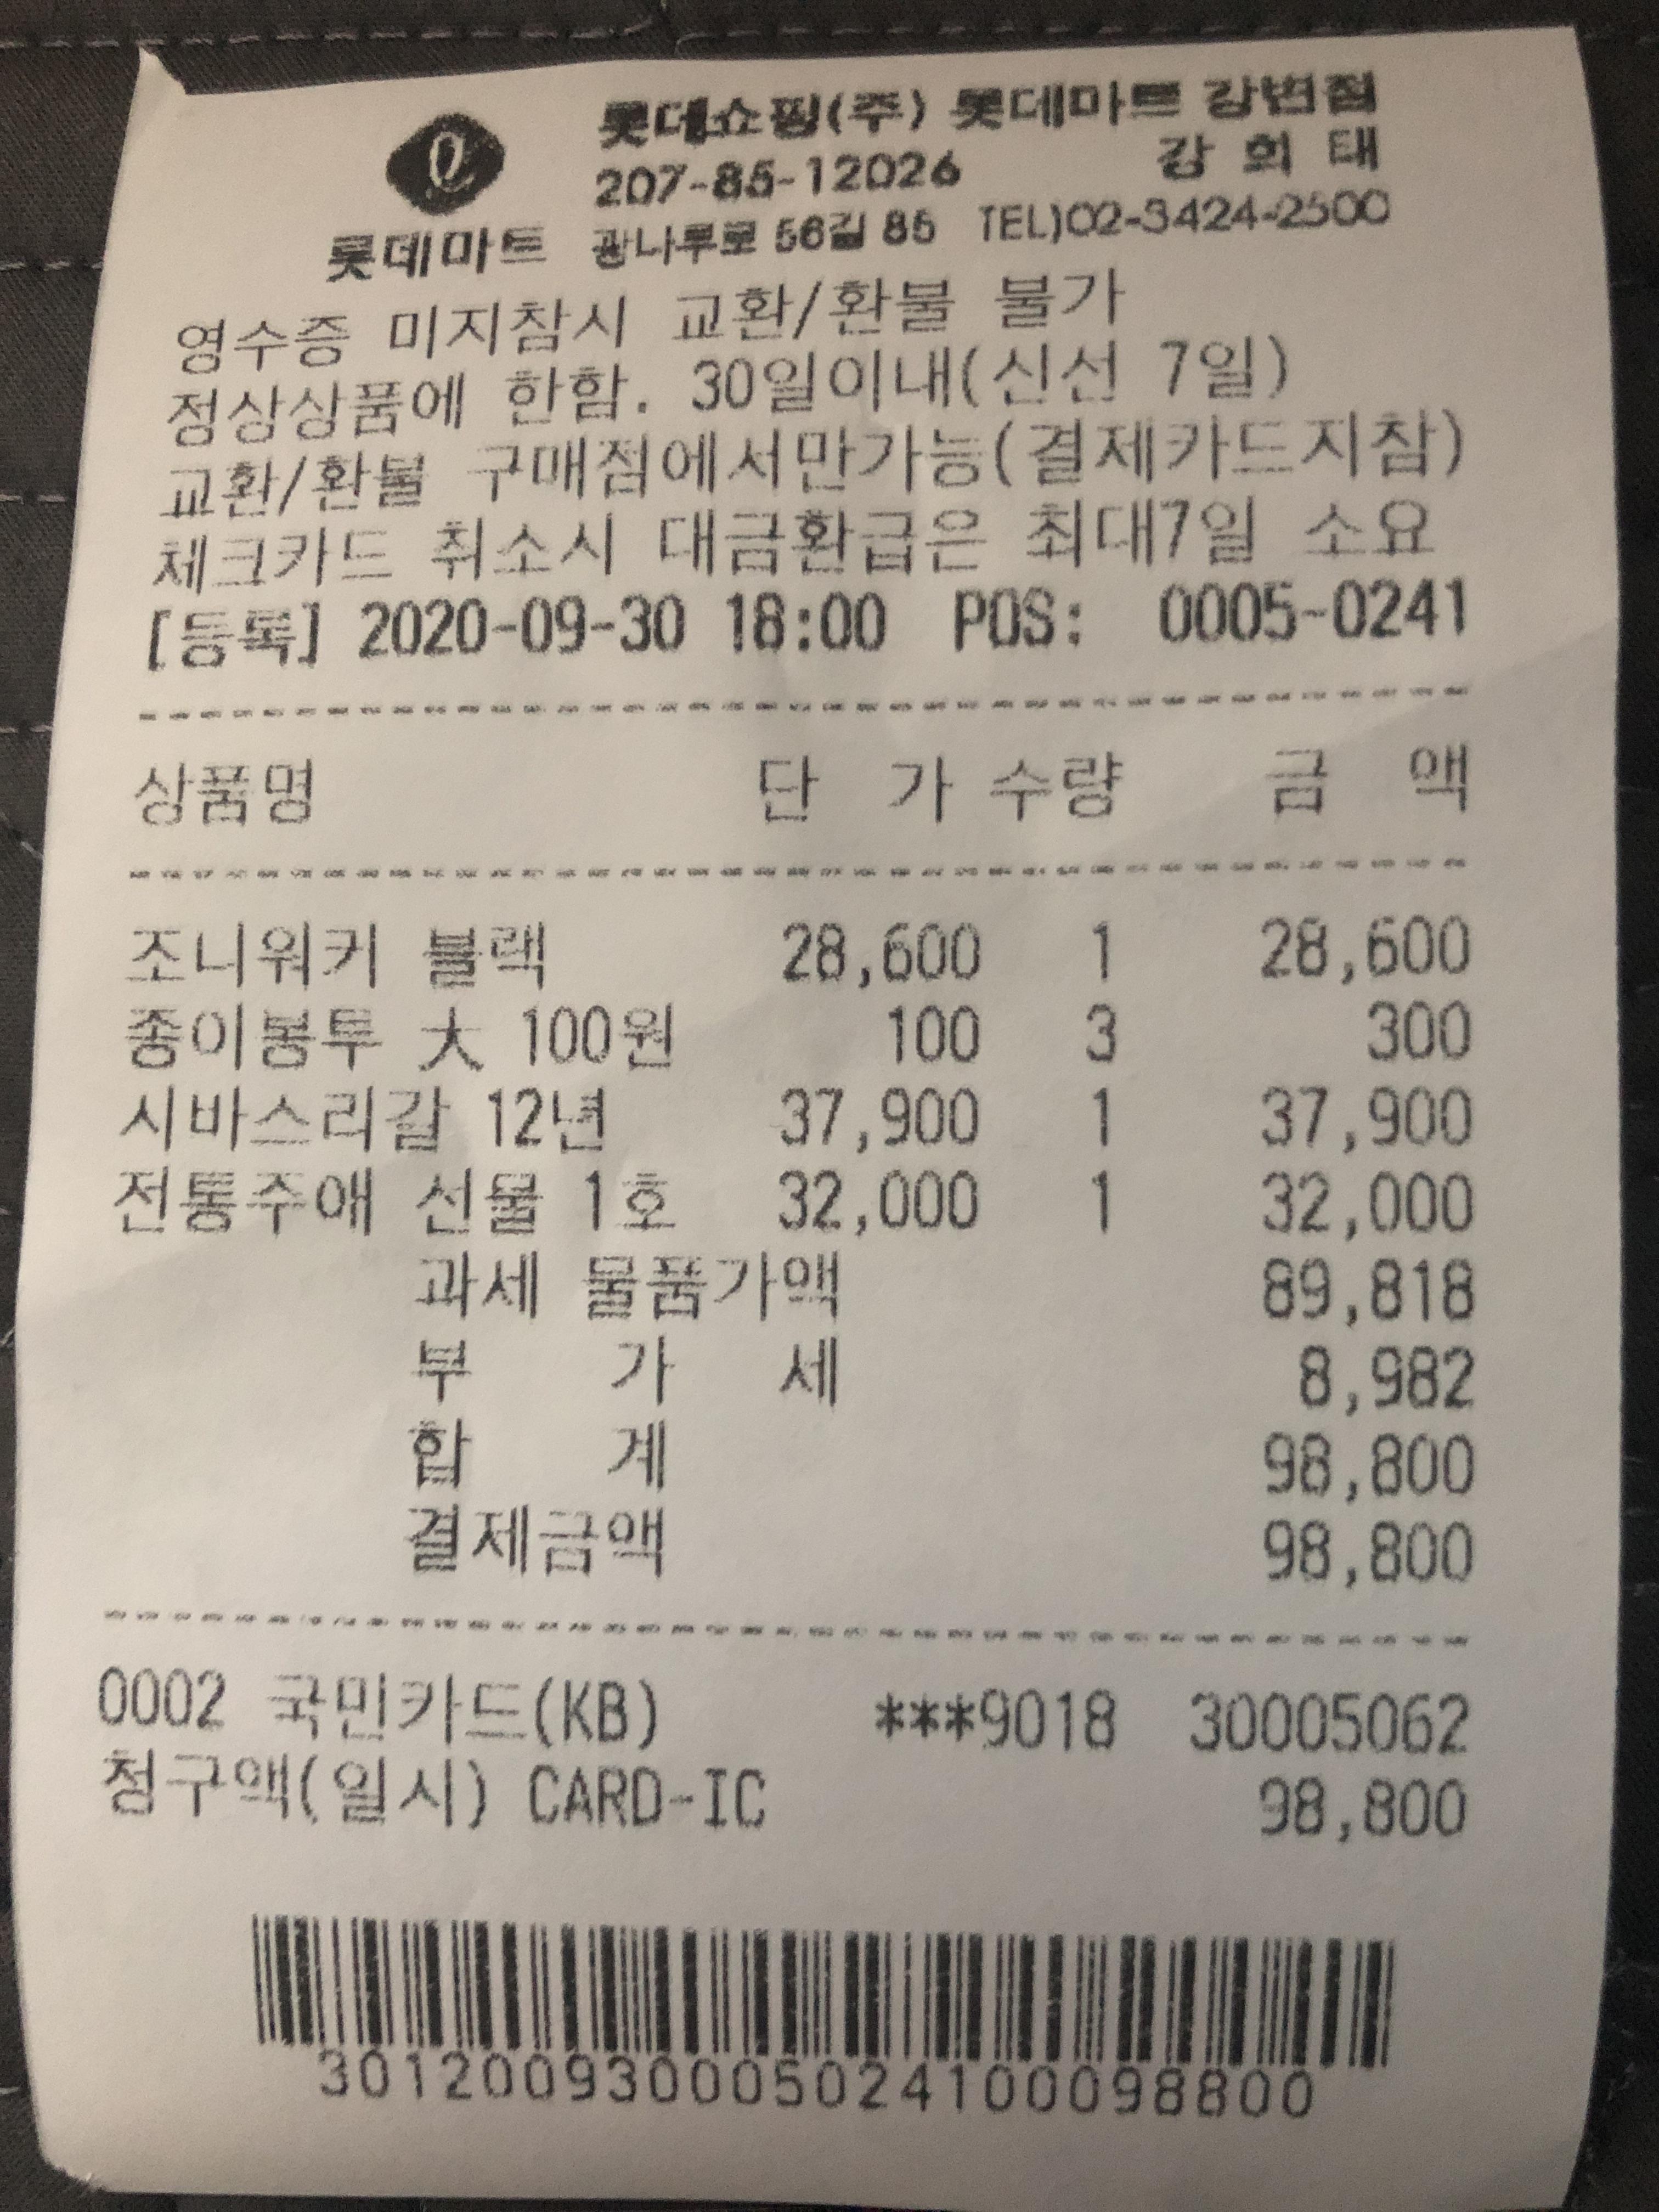 롯데쇼핑(주) 롯데마트 강변점
207-85-12026 강 희 태
롯데마트 광나루로 56길 85 TEL)02-3424-2500
영수증 미지참시 교환/환불 불가
정상상품에 한함. 30일이내(신선 7일)
교환/환불 구매점에서만가능(결제카드지참)
체크카드 취소시 대금환급은 최대7일 소요
[등록] 2020-09-30 18:00 POS: 0005-0241
상품명 단 가 수량 금 액
조니워커 블랙 28,600 1 28,600
종이봉투 大 100원 100 3 300
시바스리갈 12년 37,900 1 37,900
전통주애 선물 1호 32,000 1 32,000
과세 물품가액 89,818
부 가 세 8,982
합 계 98,800
결제금액 98,800
0002 국민카드(KB) ***9018 30005062
청구액(일시) CARD-IC 98,800
301200930005024100098800